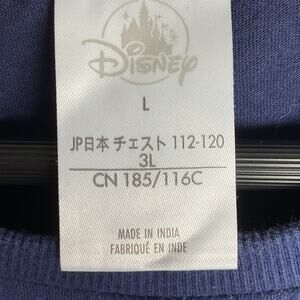 Disney
L
JP日本 チェスト 112-120
3L
CN 185/116C
MADE IN INDIA
FABRIQUÉ EN INDE